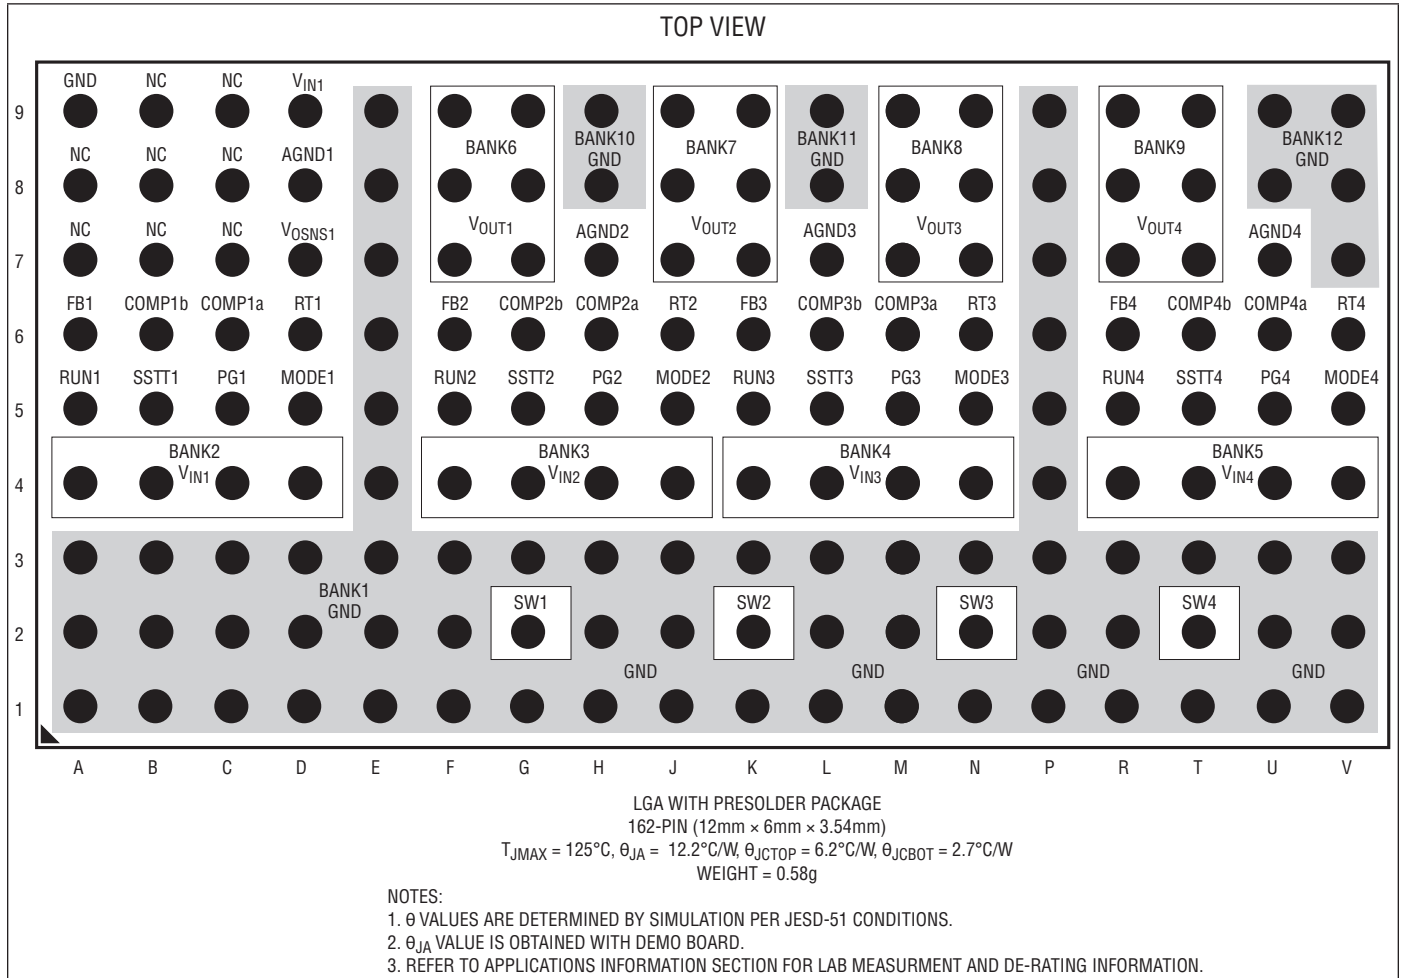 TOP VIEW
GND NC NC VIN1
9
BANK6 BANK10 GND BANK7 BANK11 GND BANK8 BANK9 BANK12 GND
NC NC NC AGND1
8
NC NC NC VOSNS1 VOUT1 AGND2 VOUT2 AGND3 VOUT3 VOUT4 AGND4
7
FB1 COMP1b COMP1a RT1 FB2 COMP2b COMP2a RT2 FB3 COMP3b COMP3a RT3 FB4 COMP4b COMP4a RT4
6
RUN1 SSTT1 PG1 MODE1 RUN2 SSTT2 PG2 MODE2 RUN3 SSTT3 PG3 MODE3 RUN4 SSTT4 PG4 MODE4
5
BANK2 BANK3 BANK4 BANK5
4 VIN1 VIN2 VIN3 VIN4
3
BANK1
GND
SW1 SW2 SW3 SW4
2
GND GND GND GND
1
A B C D E F G H J K L M N P R T U V
LGA WITH PRESOLDER PACKAGE
162-PIN (12mm × 6mm × 3.54mm)
TJMAX = 125°C, θJA = 12.2°C/W, θJCTOP = 6.2°C/W, θJCBOT = 2.7°C/W
WEIGHT = 0.58g
NOTES:
1. θ VALUES ARE DETERMINED BY SIMULATION PER JESD-51 CONDITIONS.
2. θJA VALUE IS OBTAINED WITH DEMO BOARD.
3. REFER TO APPLICATIONS INFORMATION SECTION FOR LAB MEASURMENT AND DE-RATING INFORMATION.